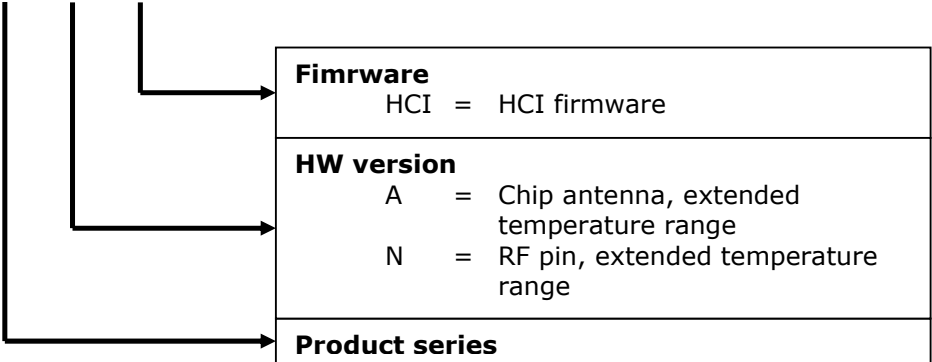 Fimrware
HCI = HCI firmware
HW version
A = Chip antenna, extended
temperature range
N = RF pin, extended temperature
range
Product series